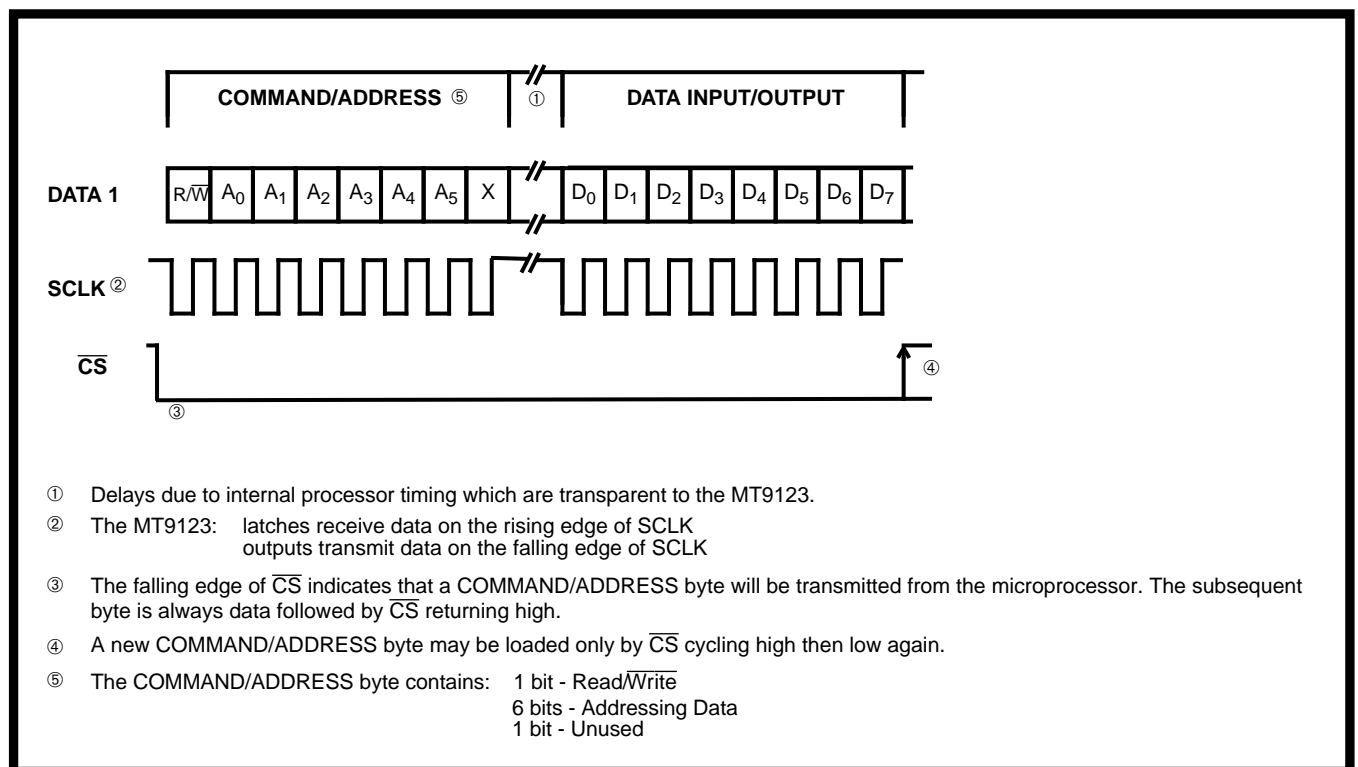 COMMAND/ADDRESS ⑤ ① DATA INPUT/OUTPUT
DATA 1 R/W̅ A₀ A₁ A₂ A₃ A₄ A₅ X D₀ D₁ D₂ D₃ D₄ D₅ D₆ D₇
SCLK ②
C̅S̅ ④
③
① Delays due to internal processor timing which are transparent to the MT9123.
② The MT9123: latches receive data on the rising edge of SCLK
outputs transmit data on the falling edge of SCLK
③ The falling edge of C̅S̅ indicates that a COMMAND/ADDRESS byte will be transmitted from the microprocessor. The subsequent
byte is always data followed by C̅S̅ returning high.
④ A new COMMAND/ADDRESS byte may be loaded only by C̅S̅ cycling high then low again.
⑤ The COMMAND/ADDRESS byte contains: 1 bit - Read/W̅r̅i̅t̅e̅
6 bits - Addressing Data
1 bit - Unused